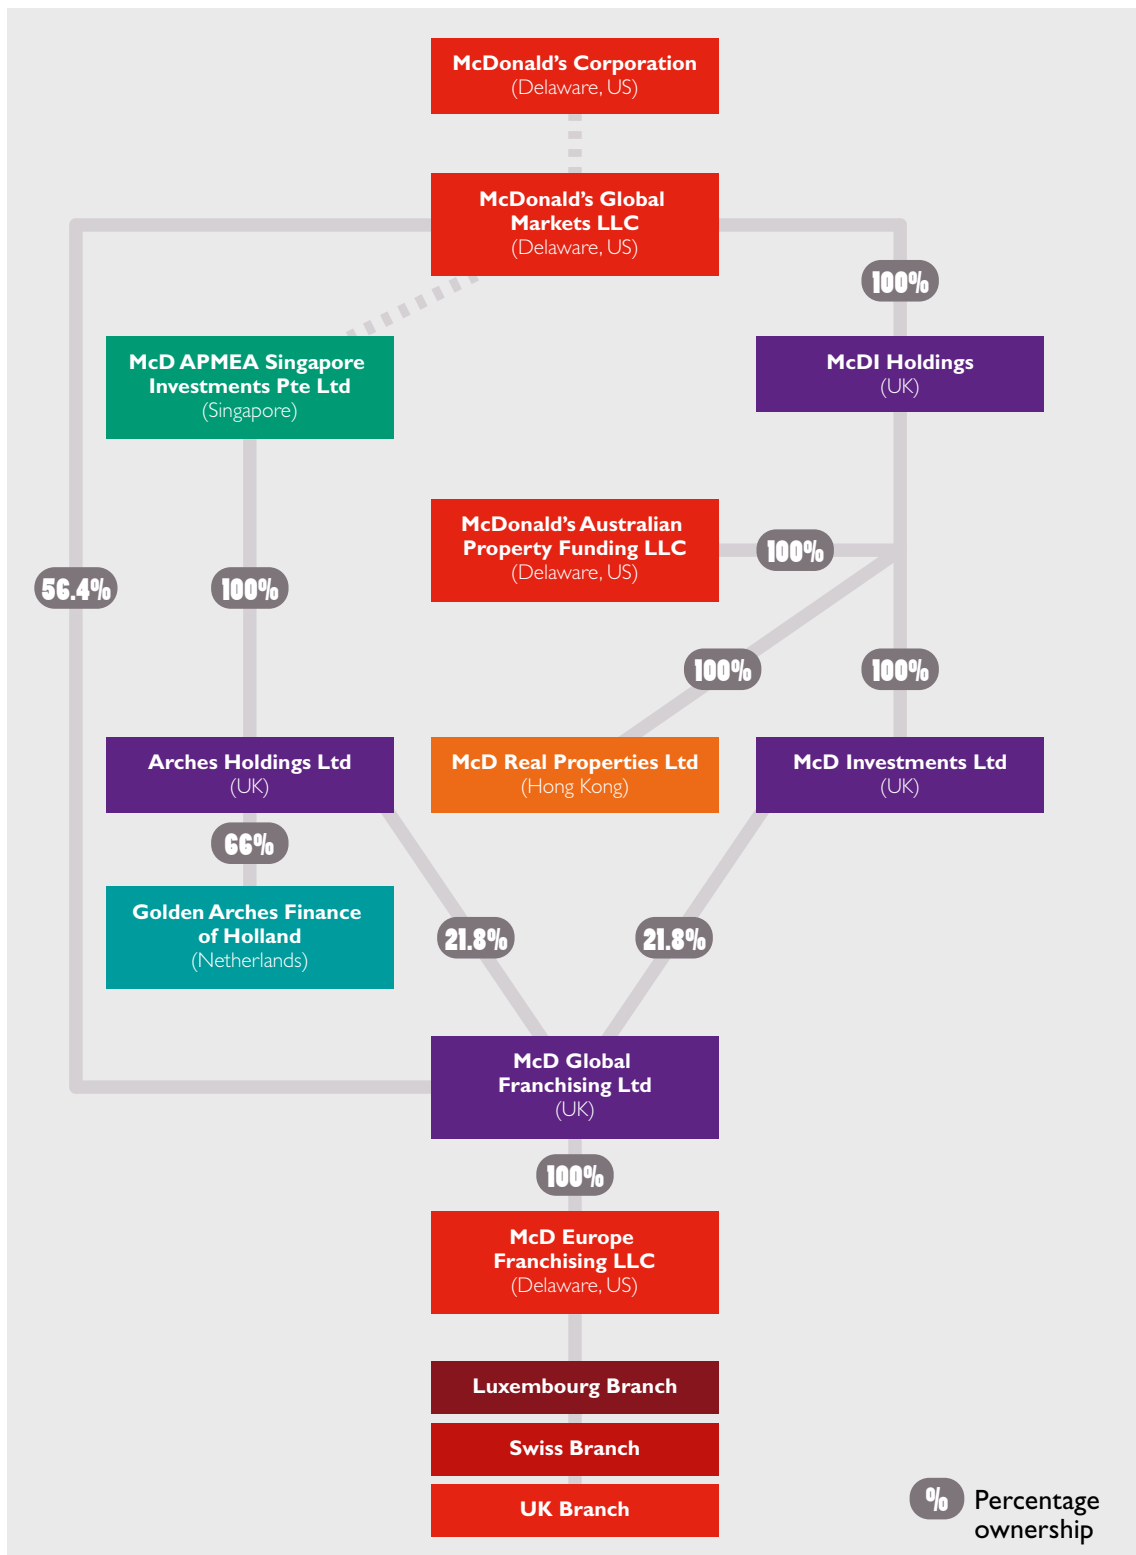 McDonald's Corporation
(Delaware, US)
McDonald's Global
Markets LLC
(Delaware, US)
100%
McD APMEA Singapore
Investments Pte Ltd
(Singapore)
McDI Holdings
(UK)
McDonald's Australian
Property Funding LLC
(Delaware, US)
100%
56.4%
100%
100%
100%
Arches Holdings Ltd
(UK)
McD Real Properties Ltd
(Hong Kong)
McD Investments Ltd
(UK)
66%
Golden Arches Finance
of Holland
(Netherlands)
21.8%
21.8%
McD Global
Franchising Ltd
(UK)
100%
McD Europe
Franchising LLC
(Delaware, US)
Luxembourg Branch
Swiss Branch
UK Branch
% Percentage
ownership